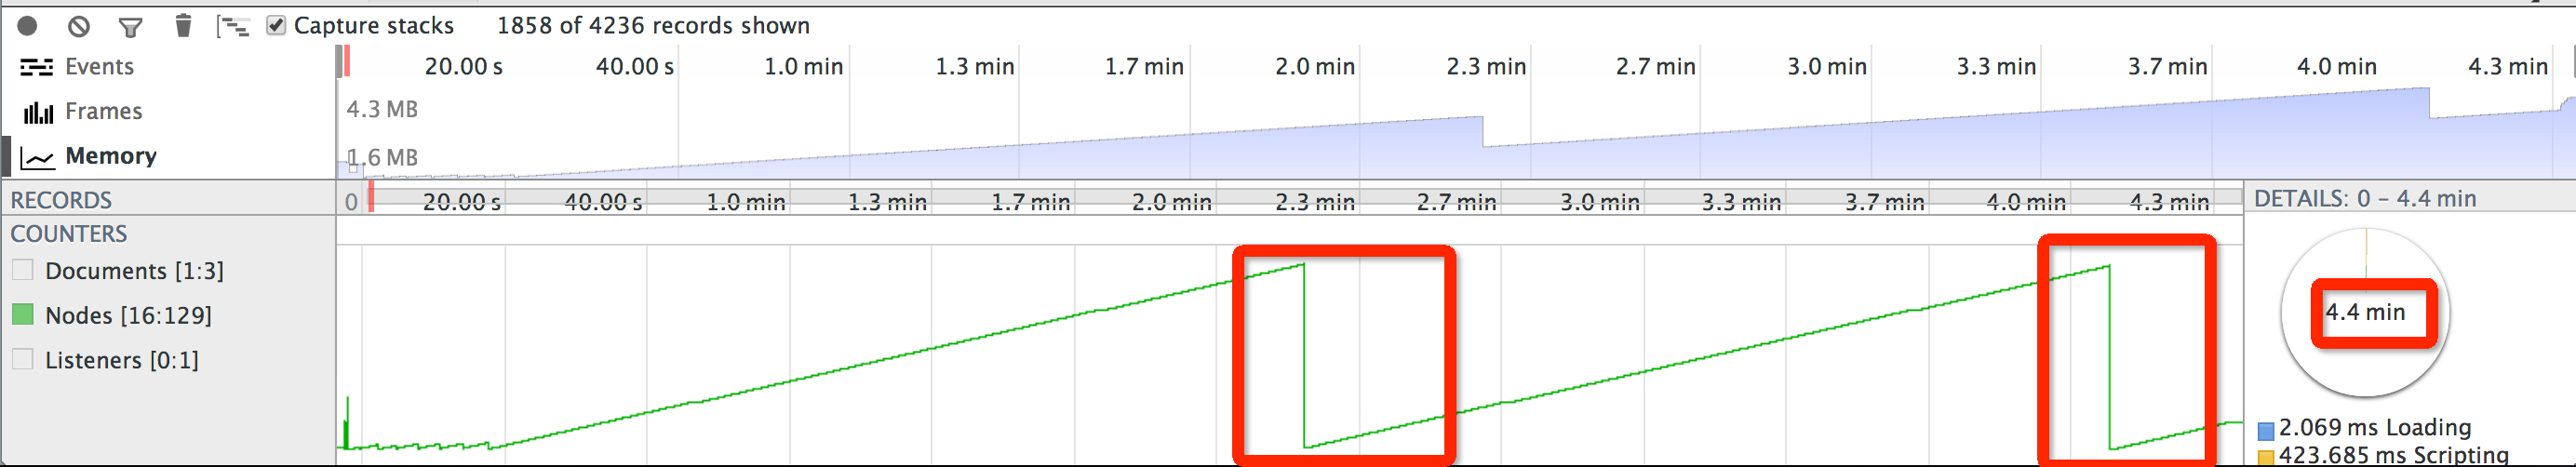 Capture stacks 1858 of 4236 records shown
Events
20.00 s 40.00 s 1.0 min 1.3 min 1.7 min 2.0 min 2.3 min 2.7 min 3.0 min 3.3 min 3.7 min 4.0 min 4.3 min
Frames
4.3 MB
Memory
1.6 MB
RECORDS
0 20.00 s 40.00 s 1.0 min 1.3 min 1.7 min 2.0 min 2.3 min 2.7 min 3.0 min 3.3 min 3.7 min 4.0 min 4.3 min
DETAILS: 0 – 4.4 min
COUNTERS
Documents [1:3]
Nodes [16:129]
Listeners [0:1]
4.4 min
2.069 ms Loading
423.685 ms Scripting